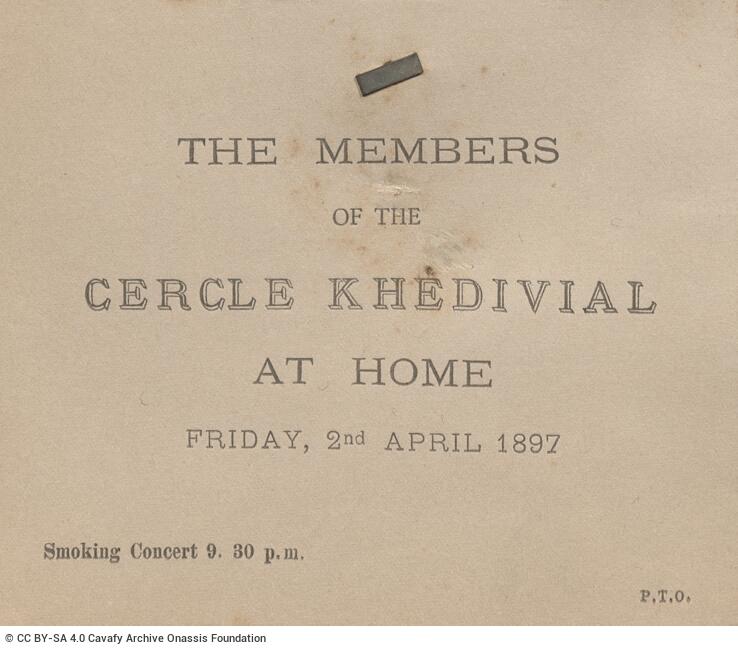 THE MEMBERS
OF THE
CERCLE KHEDIVIAL
AT HOME
FRIDAY, 2nd APRIL 1897
Smoking Concert 9. 30 p.m.
P.T.O.
© CC BY-SA 4.0 Cavafy Archive Onassis Foundation